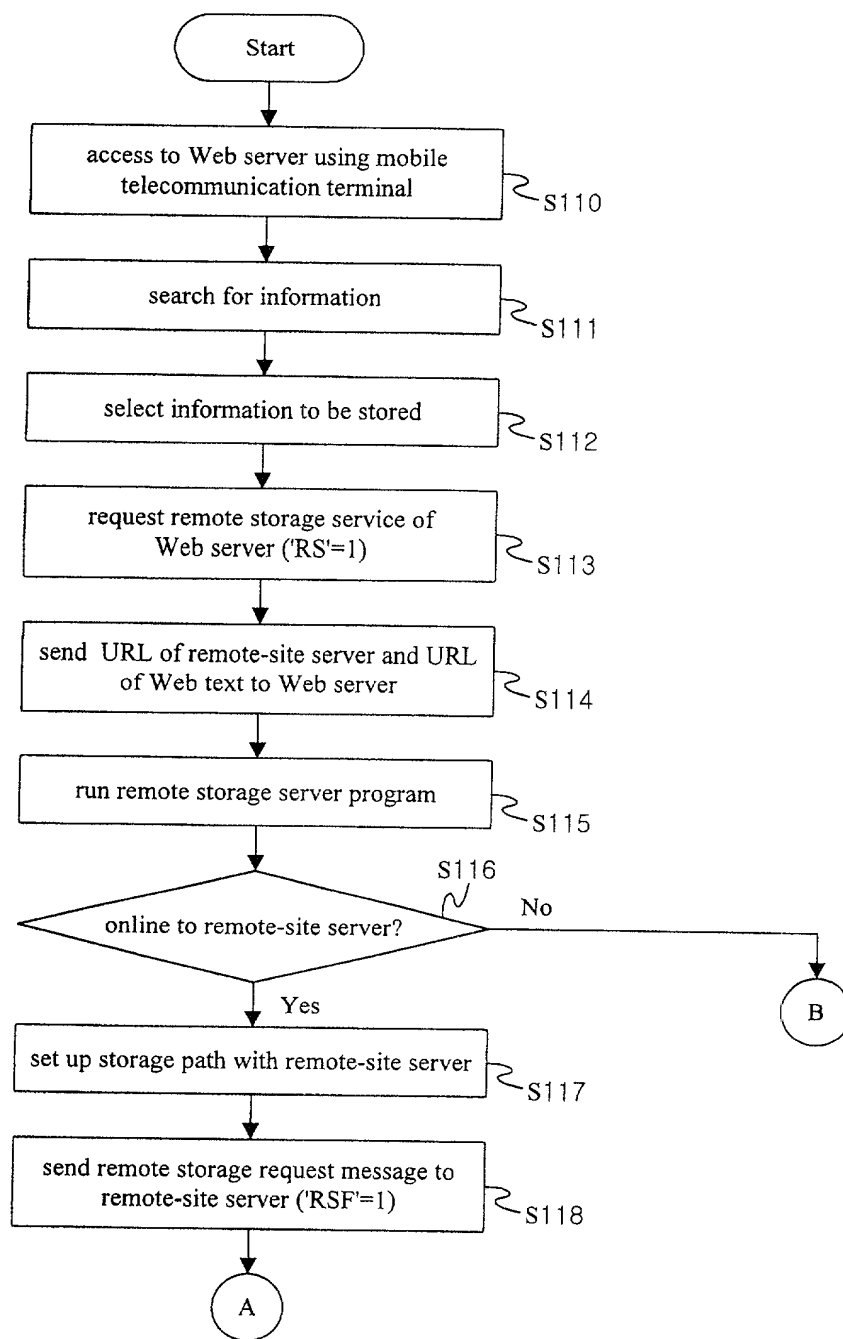 Start
access to Web server using mobile
telecommunication terminal
S110
search for information
S111
select information to be stored
S112
request remote storage service of
Web server ('RS'=1)
S113
send URL of remote-site server and URL
of Web text to Web server
S114
run remote storage server program
S115
S116
online to remote-site server?
No
B
Yes
set up storage path with remote-site server
S117
send remote storage request message to
remote-site server ('RSF'=1)
S118
A